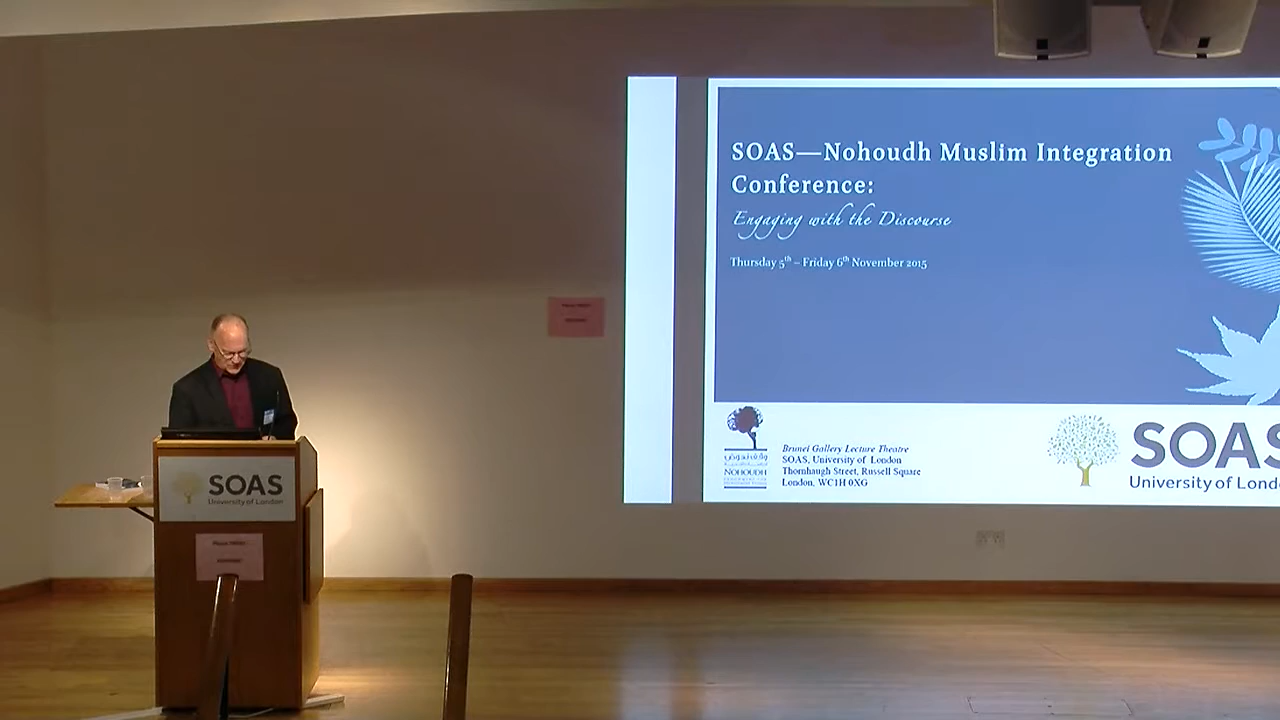 SOAS—Nohoudh Muslim Integration
Conference:
Engaging with the Discourse
Thursday 5th – Friday 6th November 2015
NOHOUDH
Brunei Gallery Lecture Theatre
SOAS, University of London
Thornhaugh Street, Russell Square
London, WC1H 0XG
SOAS
University of Londo
SOAS
University of London